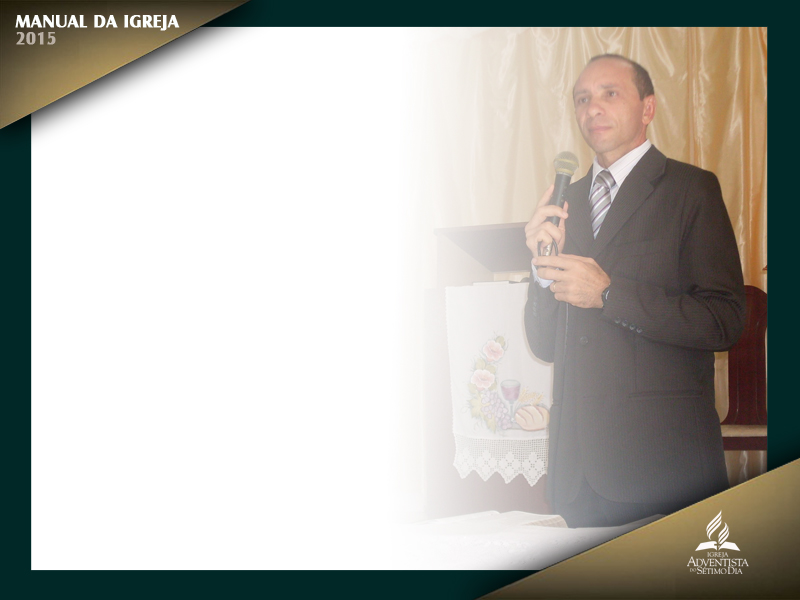 MANUAL DA IGREJA
2015
IGREJA
ADVENTISTA
DO SÉTIMO DIA